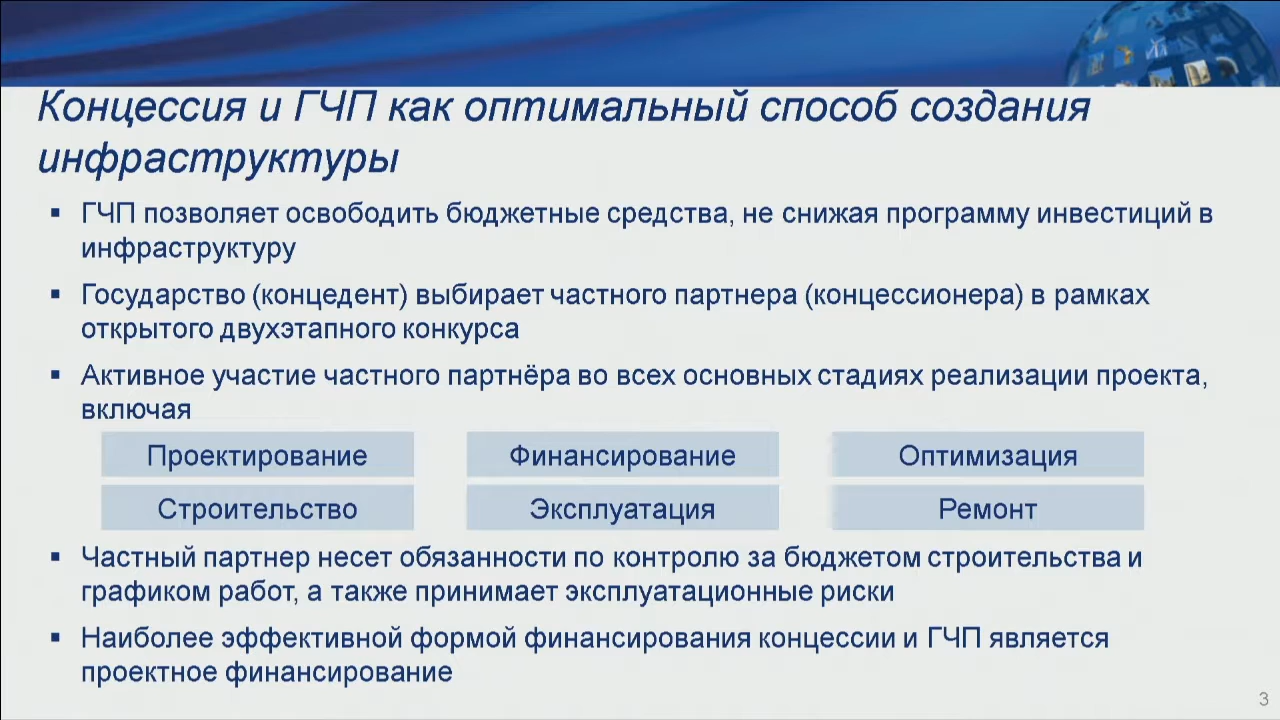 Концессия и ГЧП как оптимальный способ создания
инфраструктуры
▪ ГЧП позволяет освободить бюджетные средства, не снижая программу инвестиций в
инфраструктуру
▪ Государство (концедент) выбирает частного партнера (концессионера) в рамках
открытого двухэтапного конкурса
▪ Активное участие частного партнёра во всех основных стадиях реализации проекта,
включая
Проектирование Финансирование Оптимизация
Строительство Эксплуатация Ремонт
▪ Частный партнер несет обязанности по контролю за бюджетом строительства и
графиком работ, а также принимает эксплуатационные риски
▪ Наиболее эффективной формой финансирования концессии и ГЧП является
проектное финансирование
3